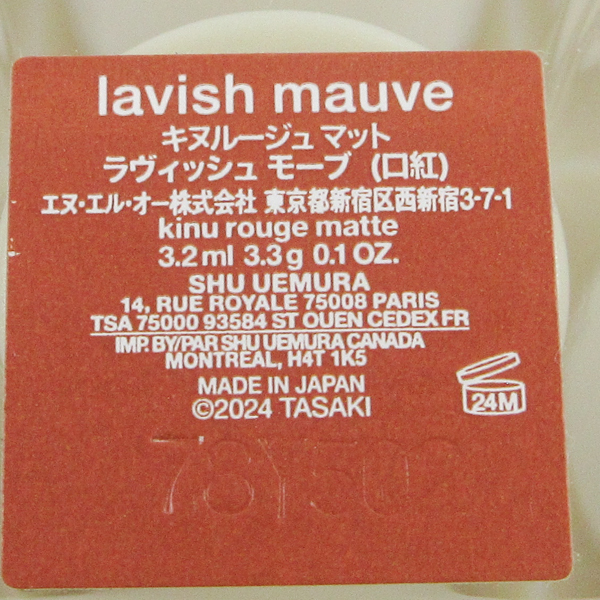 lavish mauve
キヌルージュ マット
ラヴィッシュ モーブ (口紅)
エヌ・エル・オー株式会社 東京都新宿区西新宿3-7-1
kinu rouge matte
3.2 ml 3.3 g 0.1 OZ.
SHU UEMURA
14, RUE ROYALE 75008 PARIS
TSA 75000 93584 ST OUEN CEDEX FR
IMP. BY/PAR SHU UEMURA CANADA
MONTREAL, H4T 1K5
MADE IN JAPAN
©2024 TASAKI
24M